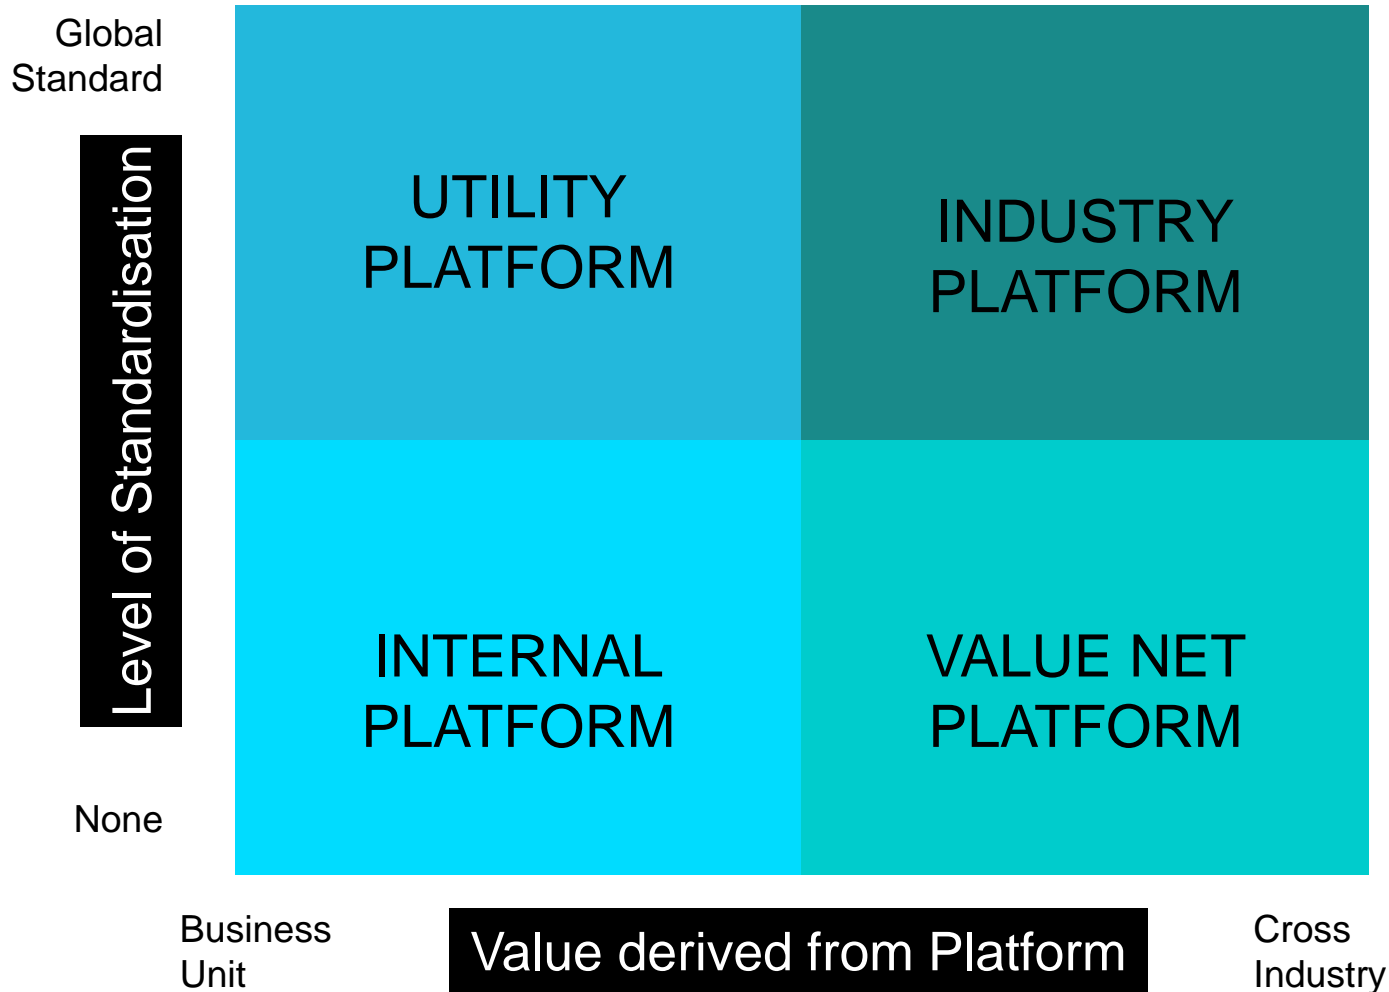 Global
Standard
Level of Standardisation
UTILITY
PLATFORM
INDUSTRY
PLATFORM
INTERNAL
PLATFORM
VALUE NET
PLATFORM
None
Business
Unit
Value derived from Platform
Cross
Industry